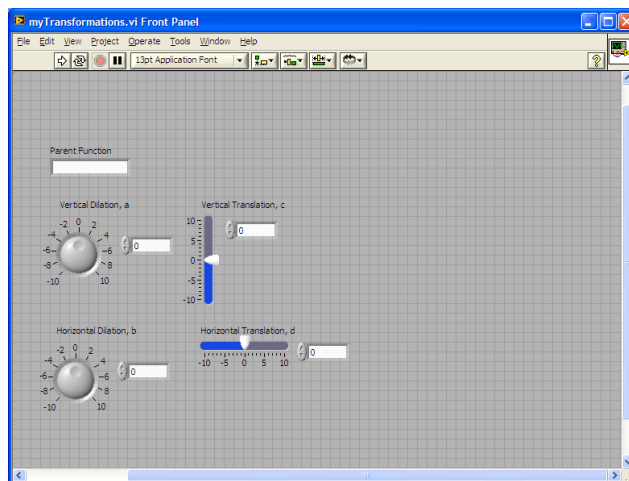 myTransformations.vi Front Panel
File Edit View Project Operate Tools Window Help
13pt Application Font
?
Parent Function
Vertical Dilation, a
-10 -8 -6 -4 -2 0 2 4 6 8 10
0
Vertical Translation, c
10
5
0
-5
-10
0
Horizontal Dilation, b
-10 -8 -6 -4 -2 0 2 4 6 8 10
0
Horizontal Translation, d
-10 -5 0 5 10
0